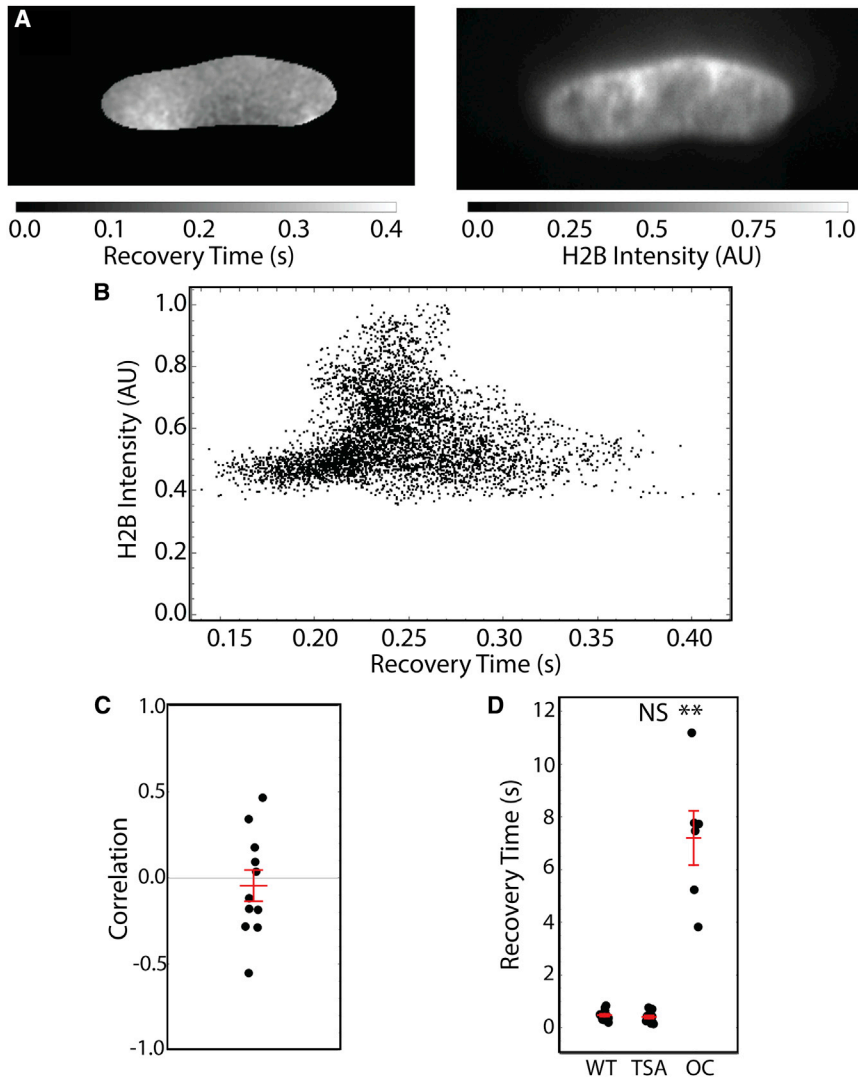 A
0.0 0.1 0.2 0.3 0.4
Recovery Time (s)
0.0 0.25 0.5 0.75 1.0
H2B Intensity (AU)
B
1.0
0.8
0.6
0.4
0.2
0.0
H2B Intensity (AU)
0.15 0.20 0.25 0.30 0.35 0.40
Recovery Time (s)
C
1.0
0.5
0.0
-0.5
-1.0
Correlation
D
NS **
12
10
8
6
4
2
0
Recovery Time (s)
WT TSA OC